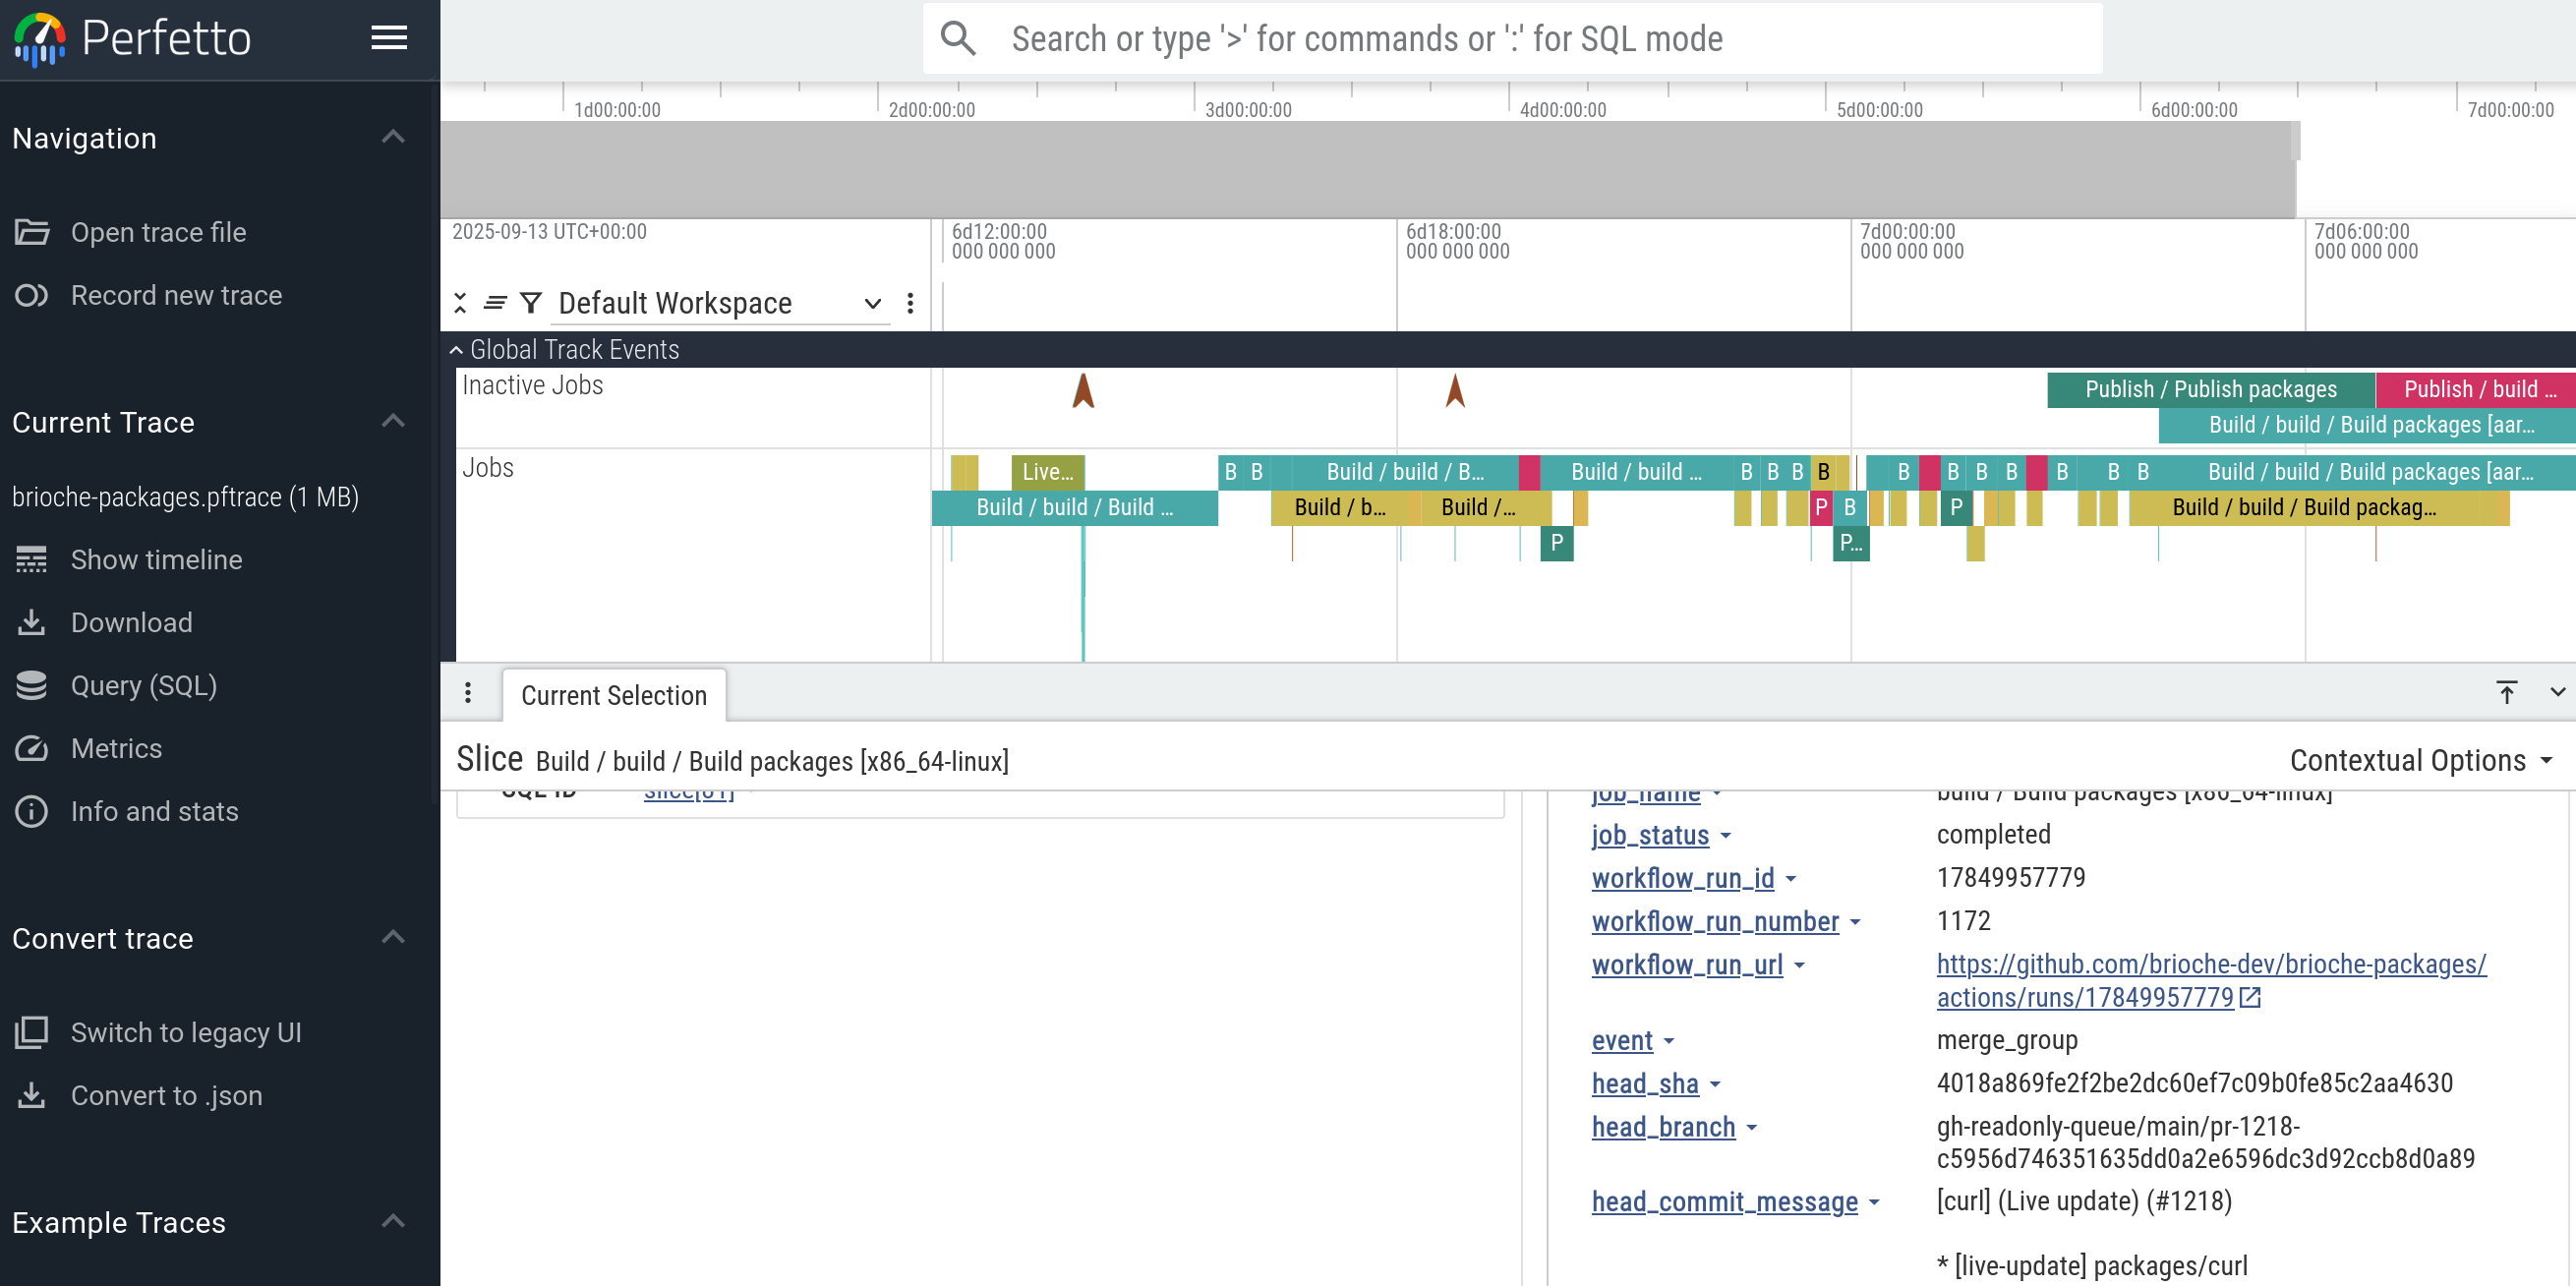 Perfetto
Search or type '>' for commands or ':' for SQL mode
Navigation
Open trace file
Record new trace
Current Trace
brioche-packages.pftrace (1 MB)
Show timeline
Download
Query (SQL)
Metrics
Info and stats
Convert trace
Switch to legacy UI
Convert to .json
Example Traces
1d00:00:00 2d00:00:00 3d00:00:00 4d00:00:00 5d00:00:00 6d00:00:00 7d00:00:00
2025-09-13 UTC+00:00
6d12:00:00 6d18:00:00 7d00:00:00 7d06:00:00
000 000 000 000 000 000 000 000 000 000 000 000
Default Workspace
Global Track Events
Inactive Jobs
Publish / Publish packages Publish / build ...
Build / build / Build packages [aar...
Jobs
Live... B B Build / build / B... Build / build ... B B B B B B B B B B B Build / build / Build packages [aar...
Build / build / Build ... Build / b... Build /... P B P Build / build / Build packag...
P P...
Current Selection
Slice Build / build / Build packages [x86_64-linux]
Contextual Options
SQL ID slice[61]
job_name build / Build packages [x86_64-linux]
job_status completed
workflow_run_id 17849957779
workflow_run_number 1172
workflow_run_url https://github.com/brioche-dev/brioche-packages/
actions/runs/17849957779
event merge_group
head_sha 4018a869fe2f2be2dc60ef7c09b0fe85c2aa4630
head_branch gh-readonly-queue/main/pr-1218-
c5956d746351635dd0a2e6596dc3d92ccb8d0a89
head_commit_message [curl] (Live update) (#1218)
* [live-update] packages/curl